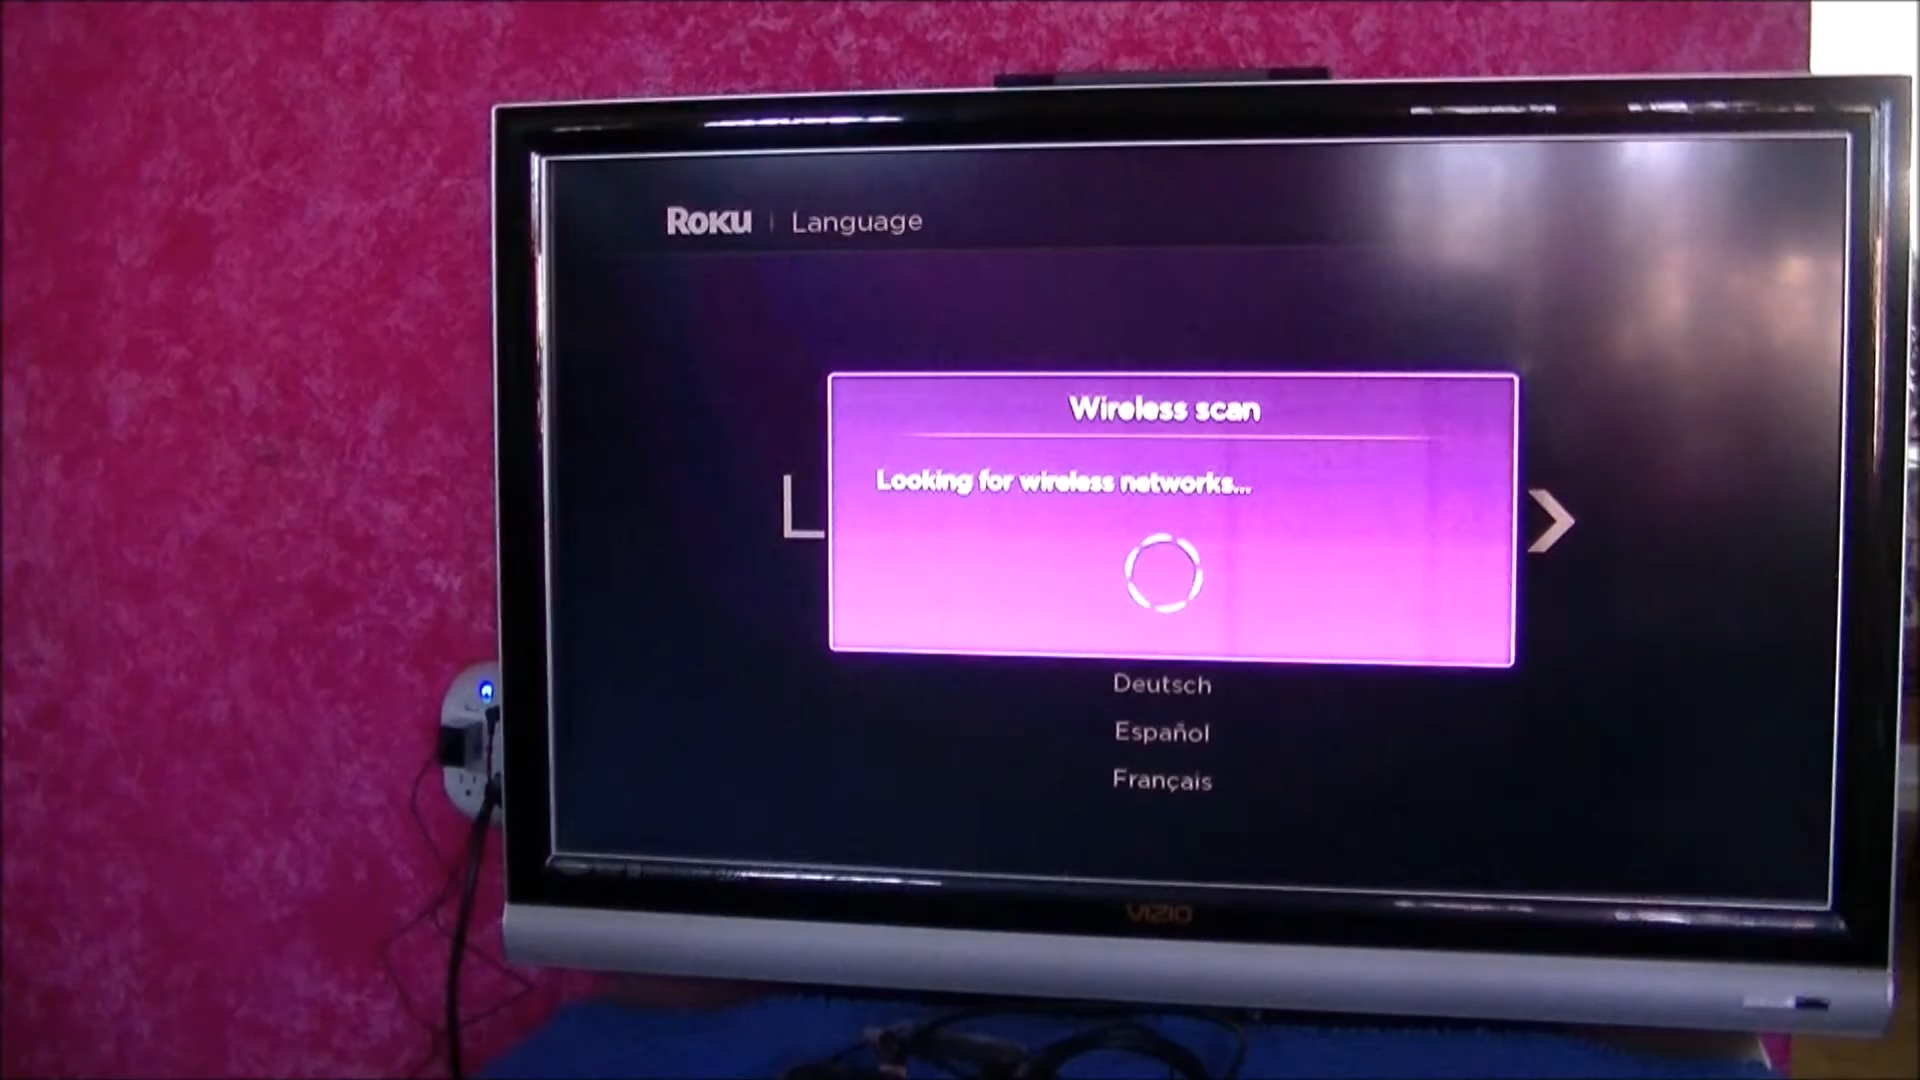 Roku | Language
Wireless scan
Looking for wireless networks...
L
Deutsch
Español
Français
VIZIO